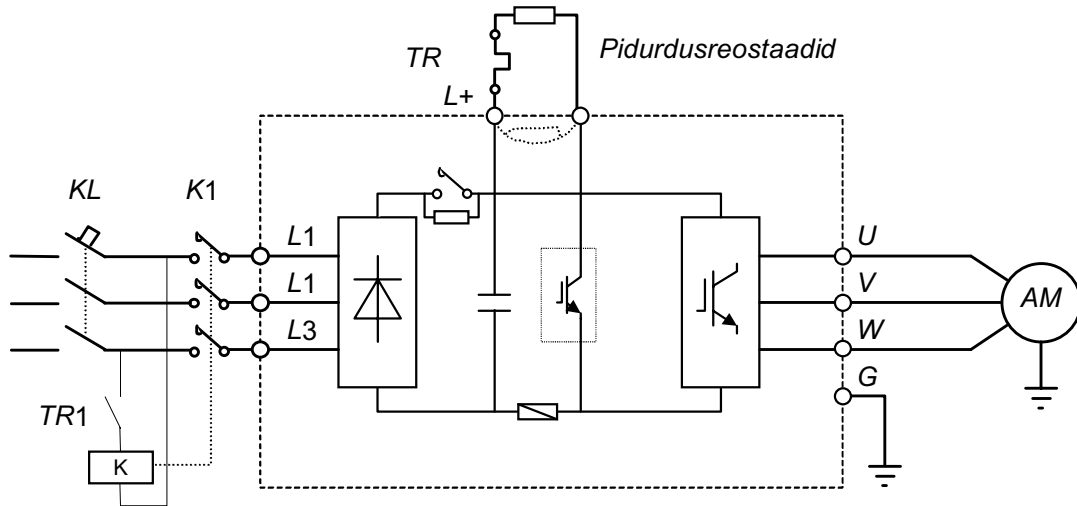 TR
Pidurdusreostaadid
L+
KL
K1
L1
U
L1
V
AM
L3
W
G
TR1
K